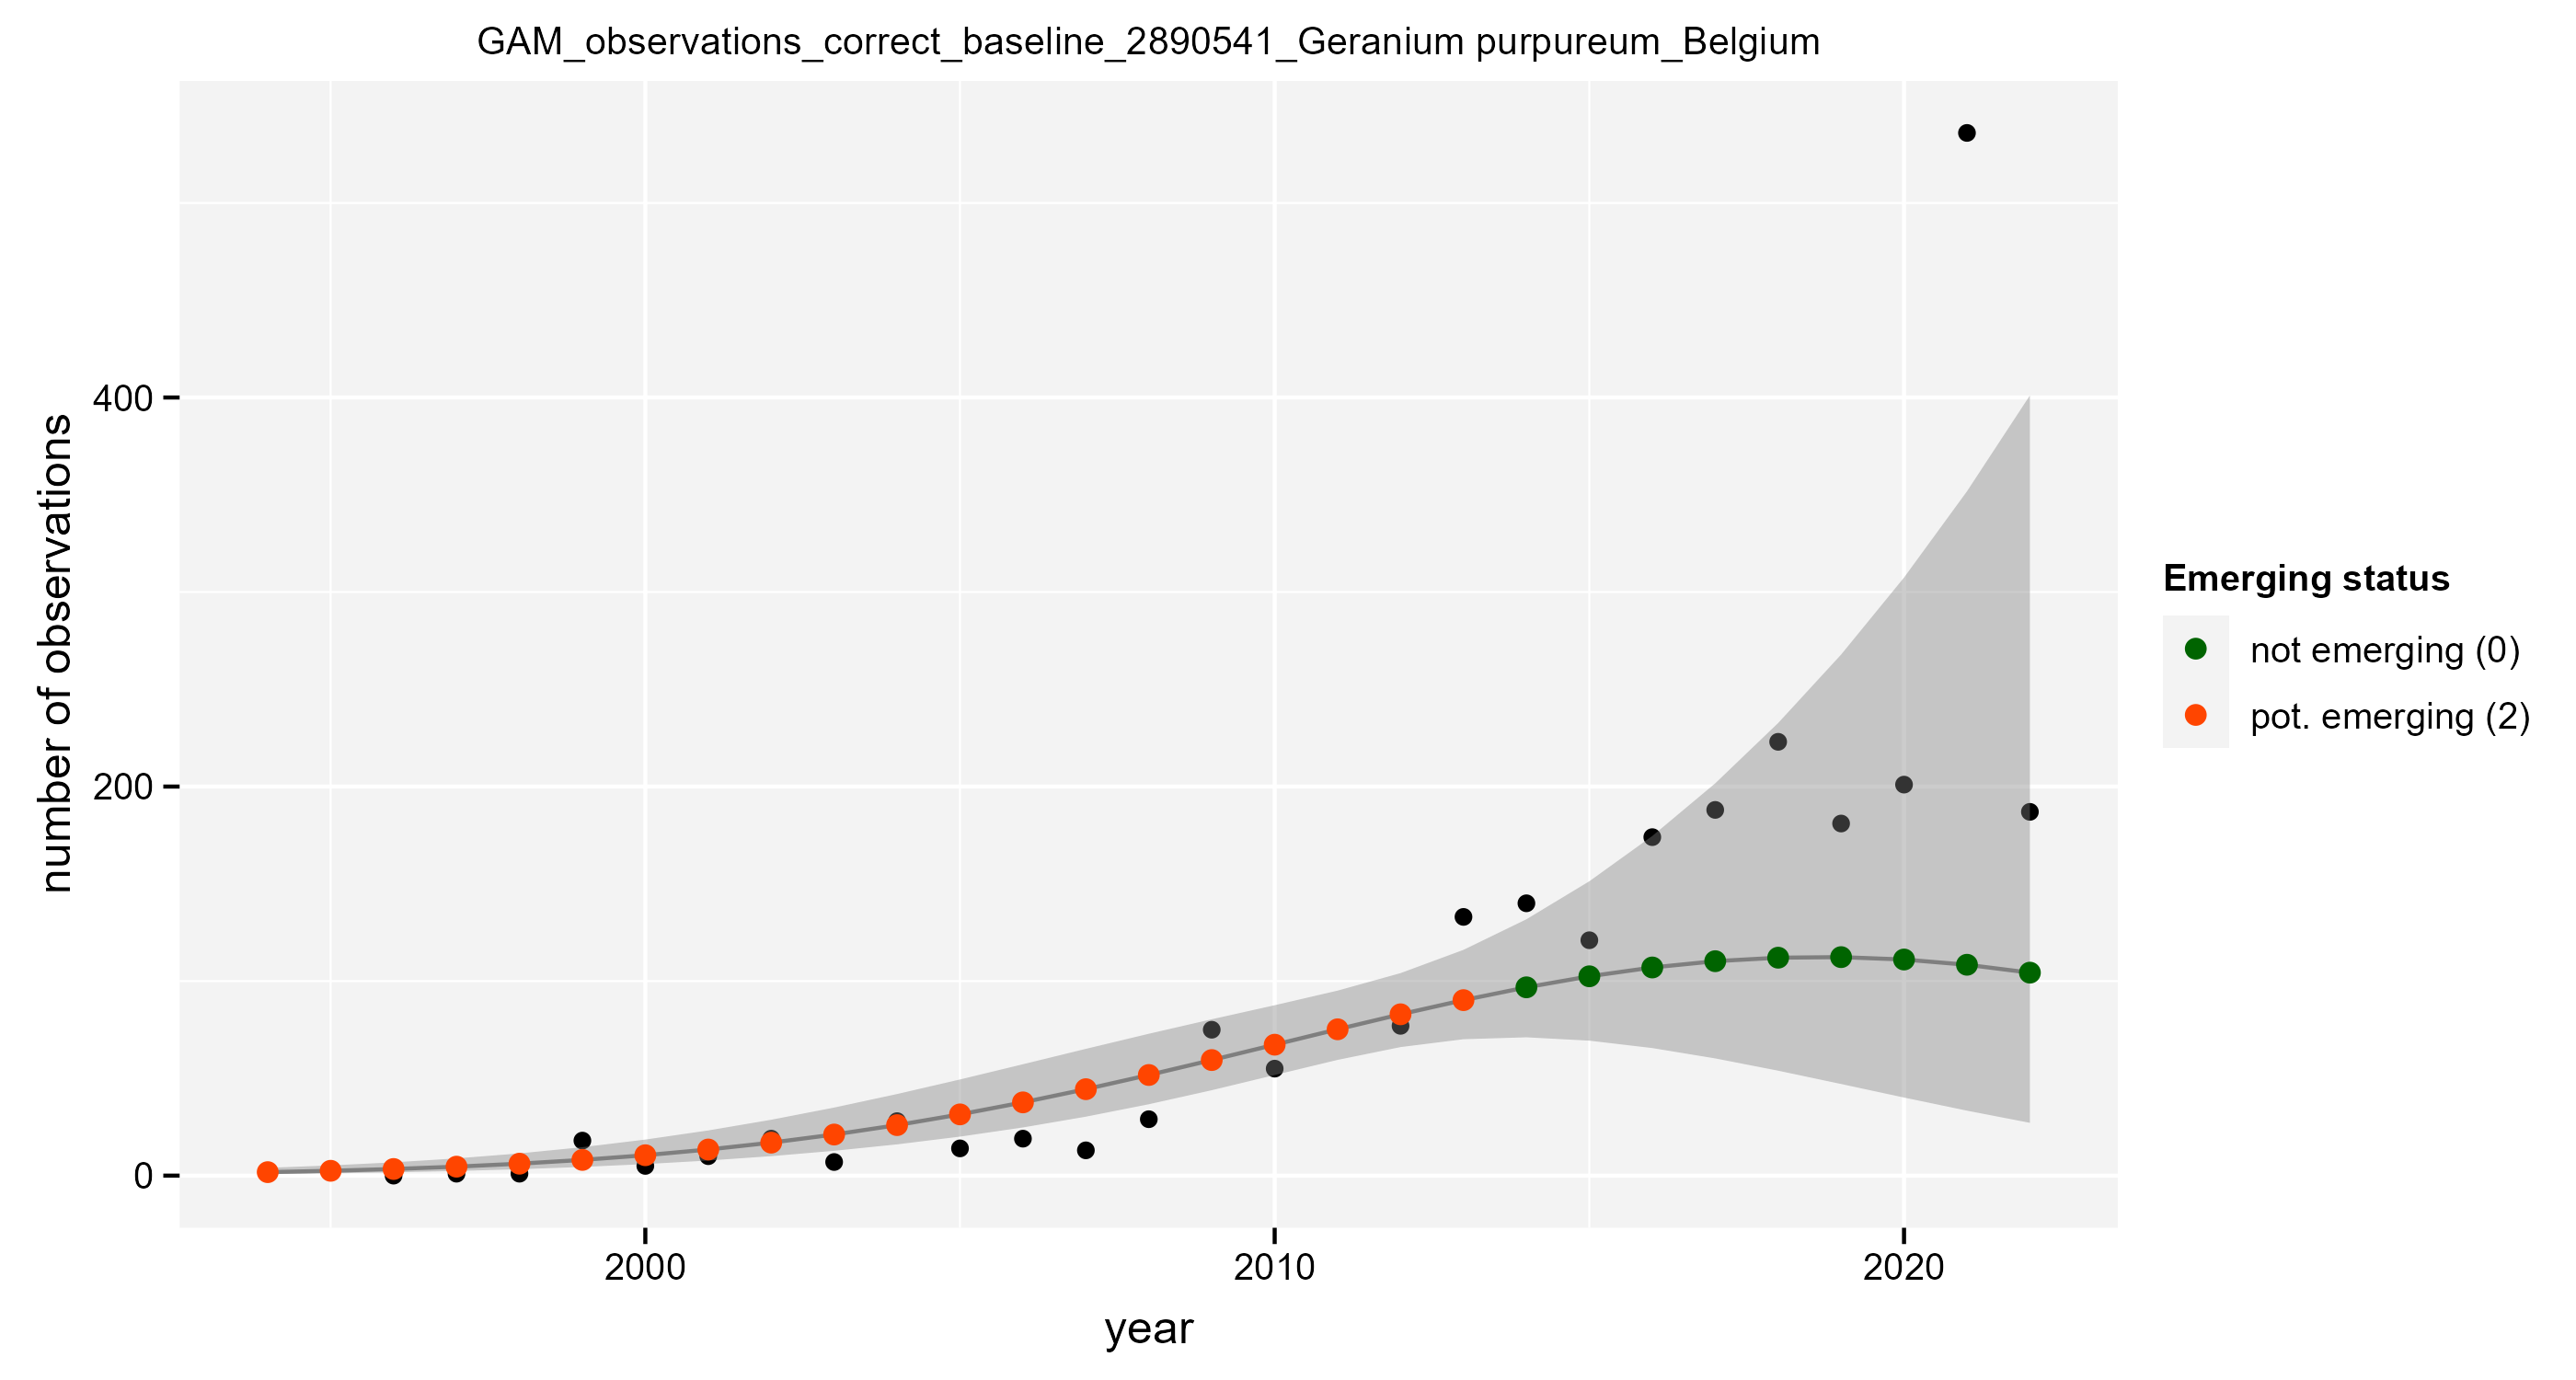 GAM_observations_correct_baseline_2890541_Geranium purpureum_Belgium
number of observations
400
200
0
2000
2010
2020
year
Emerging status
not emerging (0)
pot. emerging (2)